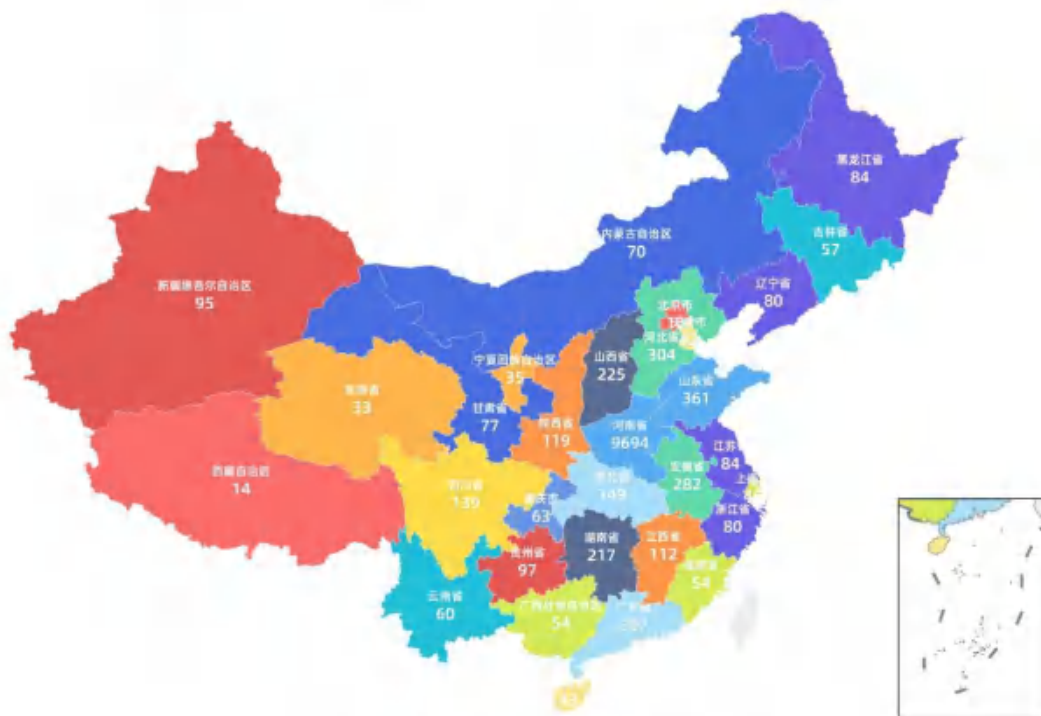 黑龙江省
84
内蒙古自治区
70
吉林省
57
新疆维吾尔自治区
95
辽宁省
80
北京市
河北省
304
宁夏回族自治区
35
山西省
225
山东省
361
青海省
33
甘肃省
77
陕西省
119
河南省
9694
江苏
84
西藏自治区
14
四川省
139
湖北省
349
安徽省
282
上海
重庆市
63
浙江省
80
贵州省
97
湖南省
217
江西省
112
福建省
54
云南省
60
广西壮族自治区
54